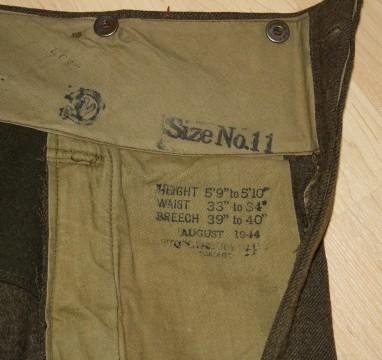 Size No. 11
HEIGHT 5'9" to 5'10"
WAIST 33" to 34"
BREECH 39" to 40"
AUGUST 1944